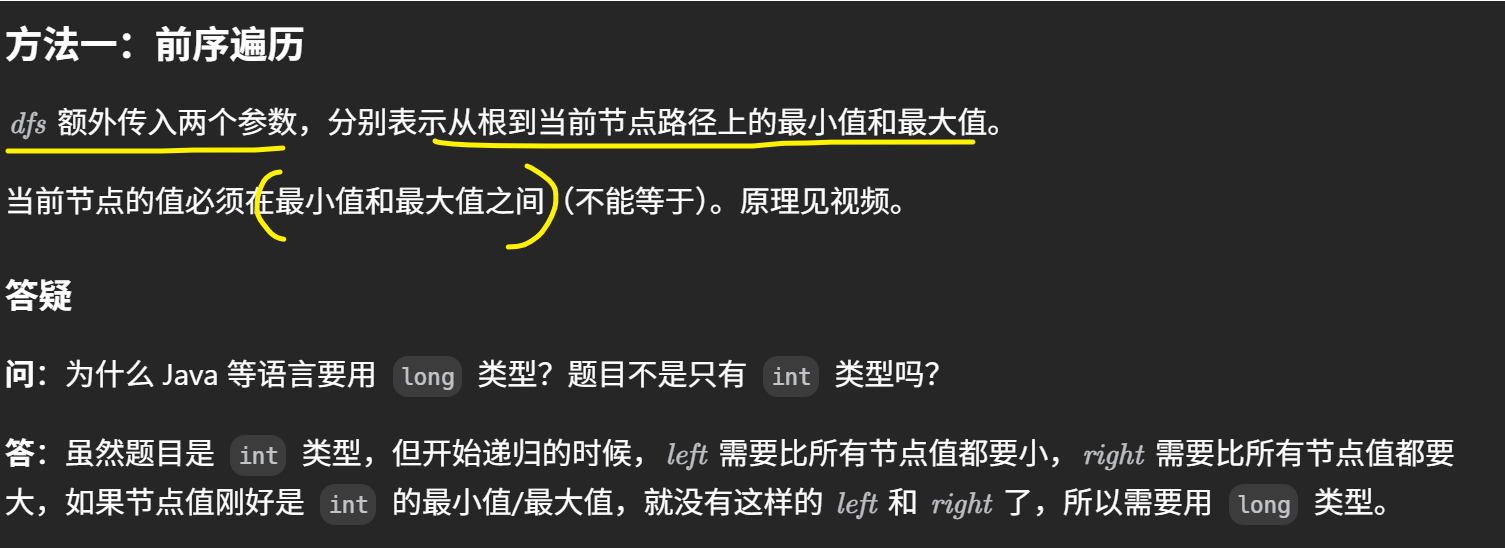 方法一：前序遍历
dfs 额外传入两个参数，分别表示从根到当前节点路径上的最小值和最大值。
当前节点的值必须在最小值和最大值之间（不能等于）。原理见视频。
答疑
问：为什么 Java 等语言要用 long 类型？题目不是只有 int 类型吗？
答：虽然题目是 int 类型，但开始递归的时候，left 需要比所有节点值都要小，right 需要比所有节点值都要
大，如果节点值刚好是 int 的最小值/最大值，就没有这样的 left 和 right 了，所以需要用 long 类型。